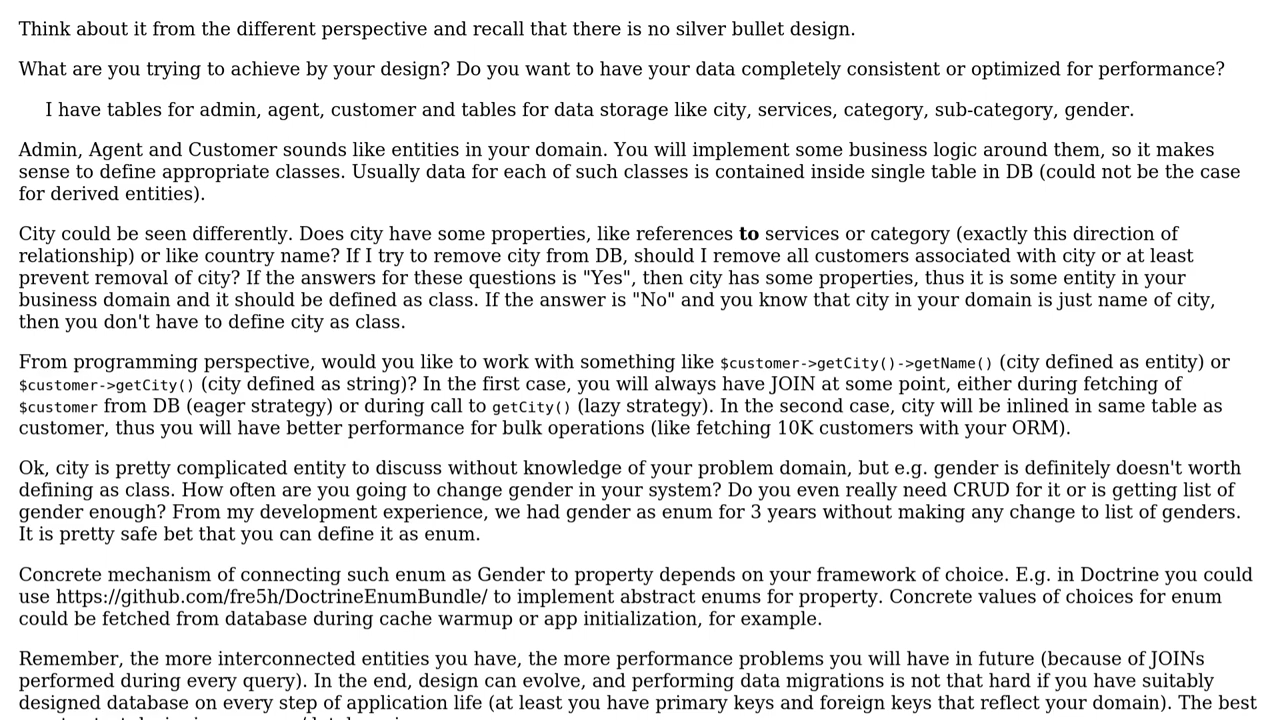 Think about it from the different perspective and recall that there is no silver bullet design.
What are you trying to achieve by your design? Do you want to have your data completely consistent or optimized for performance?
I have tables for admin, agent, customer and tables for data storage like city, services, category, sub-category, gender.
Admin, Agent and Customer sounds like entities in your domain. You will implement some business logic around them, so it makes
sense to define appropriate classes. Usually data for each of such classes is contained inside single table in DB (could not be the case
for derived entities).
City could be seen differently. Does city have some properties, like references to services or category (exactly this direction of
relationship) or like country name? If I try to remove city from DB, should I remove all customers associated with city or at least
prevent removal of city? If the answers for these questions is "Yes", then city has some properties, thus it is some entity in your
business domain and it should be defined as class. If the answer is "No" and you know that city in your domain is just name of city,
then you don't have to define city as class.
From programming perspective, would you like to work with something like $customer->getCity()->getName() (city defined as entity) or
$customer->getCity() (city defined as string)? In the first case, you will always have JOIN at some point, either during fetching of
$customer from DB (eager strategy) or during call to getCity() (lazy strategy). In the second case, city will be inlined in same table as
customer, thus you will have better performance for bulk operations (like fetching 10K customers with your ORM).
Ok, city is pretty complicated entity to discuss without knowledge of your problem domain, but e.g. gender is definitely doesn't worth
defining as class. How often are you going to change gender in your system? Do you even really need CRUD for it or is getting list of
gender enough? From my development experience, we had gender as enum for 3 years without making any change to list of genders.
It is pretty safe bet that you can define it as enum.
Concrete mechanism of connecting such enum as Gender to property depends on your framework of choice. E.g. in Doctrine you could
use https://github.com/fre5h/DoctrineEnumBundle/ to implement abstract enums for property. Concrete values of choices for enum
could be fetched from database during cache warmup or app initialization, for example.
Remember, the more interconnected entities you have, the more performance problems you will have in future (because of JOINs
performed during every query). In the end, design can evolve, and performing data migrations is not that hard if you have suitably
designed database on every step of application life (at least you have primary keys and foreign keys that reflect your domain). The best